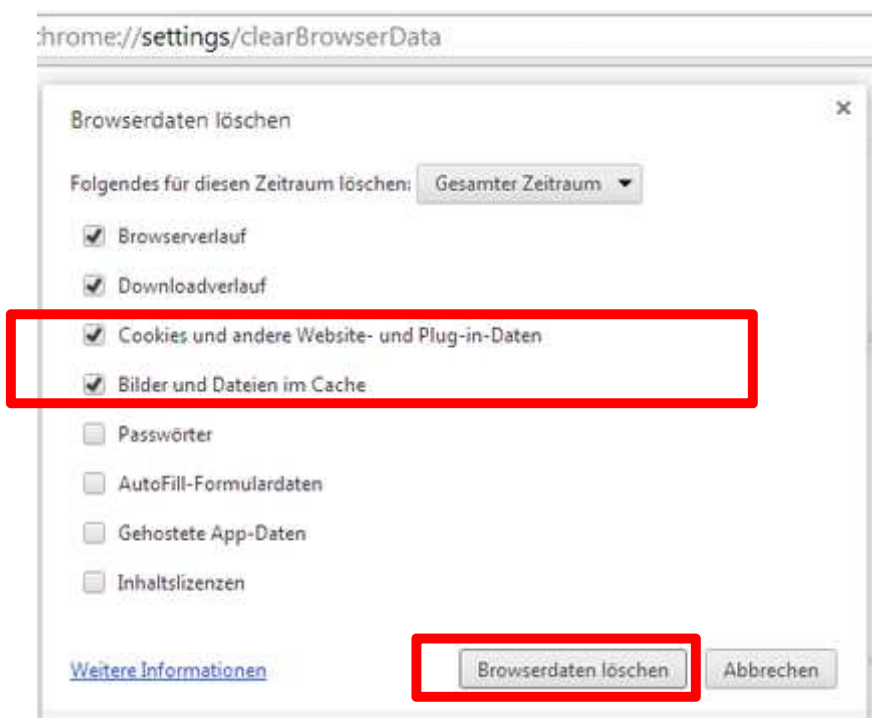 chrome://settings/clearBrowserData
Browserdaten löschen
Folgendes für diesen Zeitraum löschen: Gesamter Zeitraum
Browserverlauf
Downloadverlauf
Cookies und andere Website- und Plug-in-Daten
Bilder und Dateien im Cache
Passwörter
AutoFill-Formulardaten
Gehostete App-Daten
Inhaltslizenzen
Weitere Informationen Browserdaten löschen Abbrechen